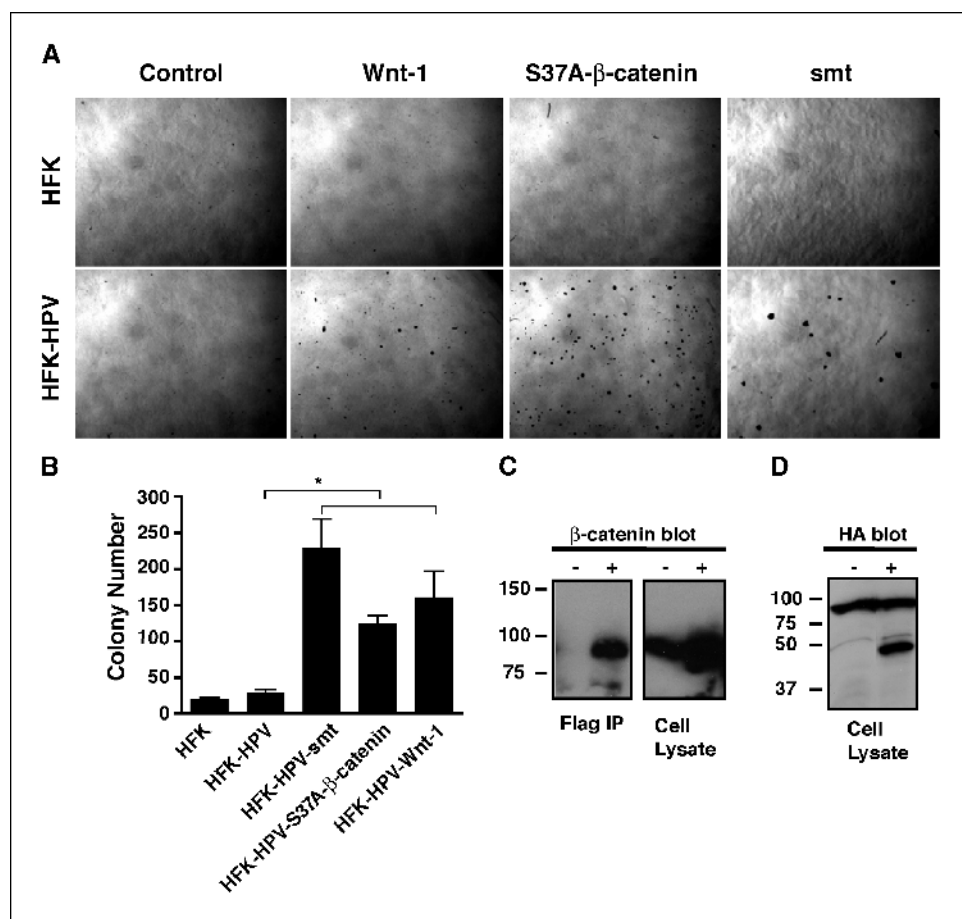 A
Control Wnt-1 S37A-β-catenin smt
HFK
HFK-HPV
B
*
Colony Number
300
250
200
150
100
50
0
HFK
HFK-HPV
HFK-HPV-smt
HFK-HPV-S37A-β-catenin
HFK-HPV-Wnt-1
C
β-catenin blot
- + - +
150 –
100 –
75 –
Flag IP
Cell
Lysate
D
HA blot
- +
100 –
75 –
50 –
37 –
Cell
Lysate